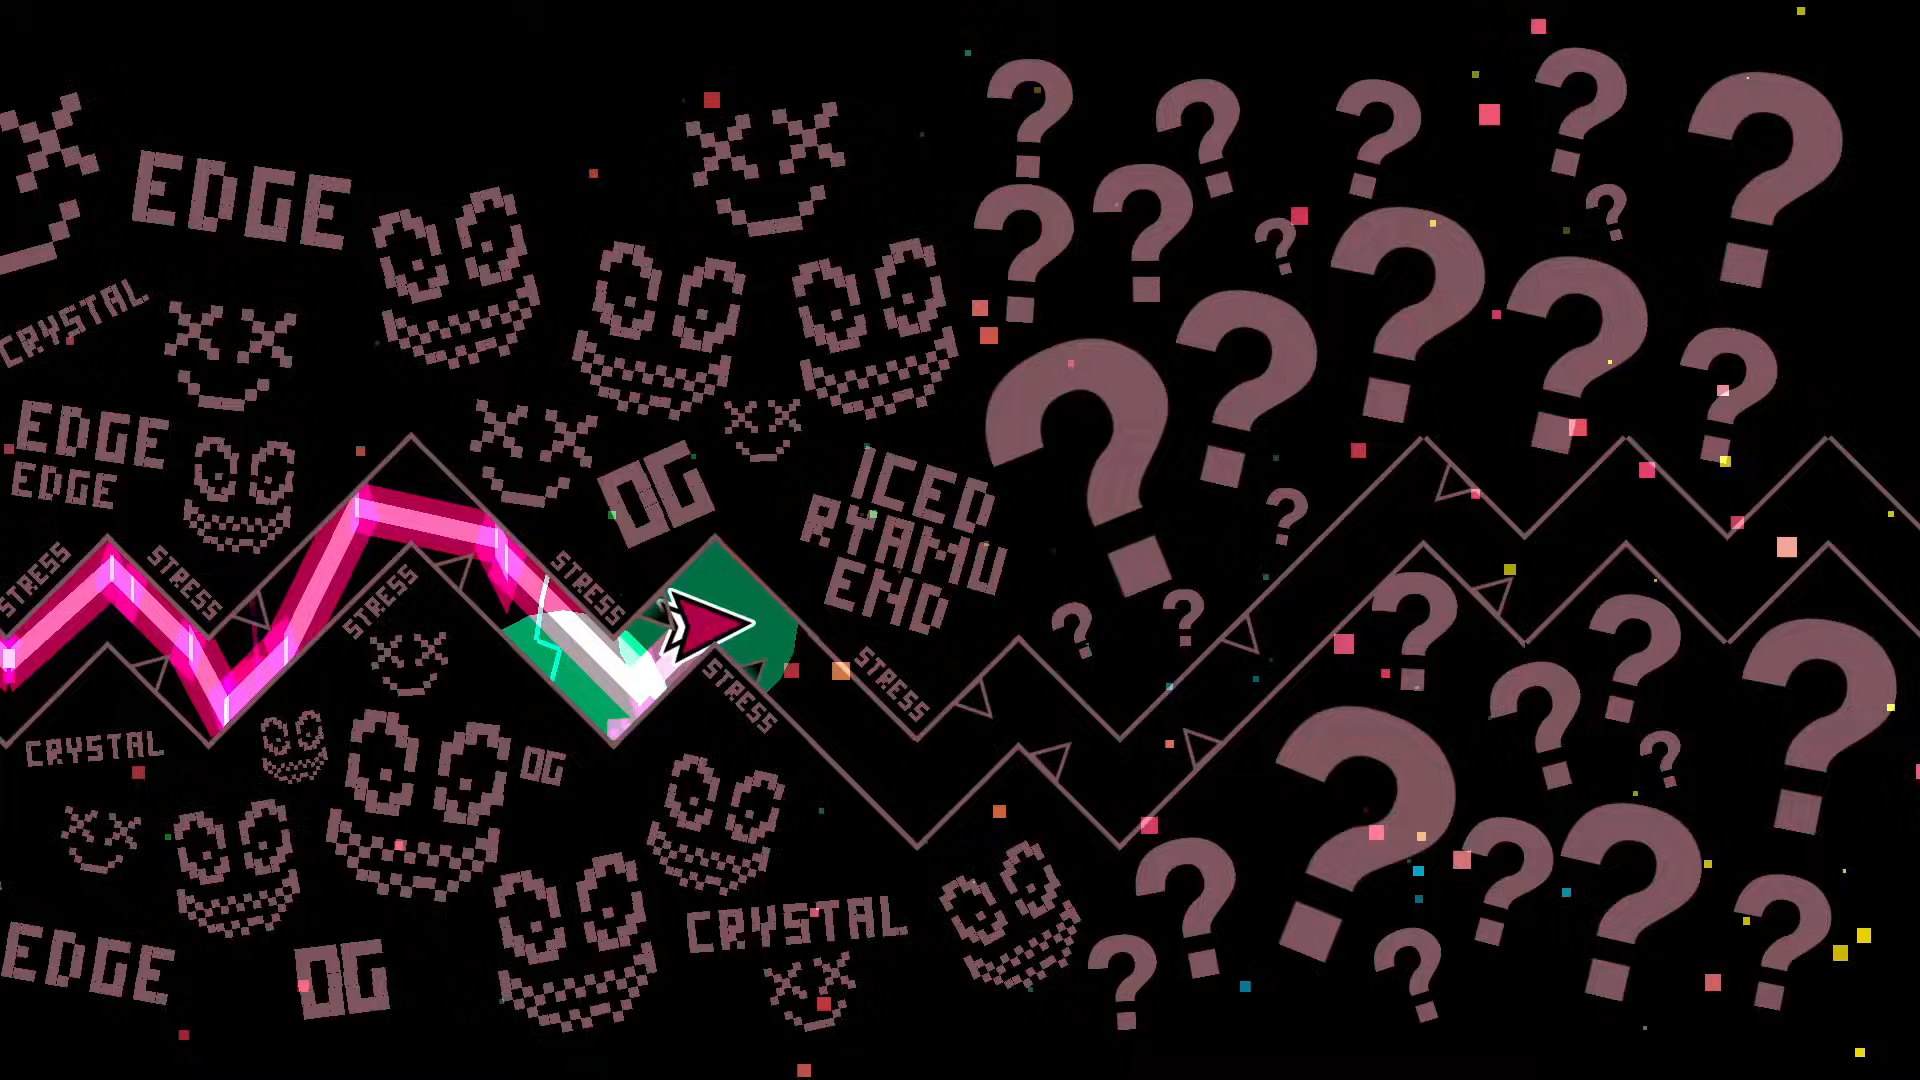 EDGE
CRYSTAL
EDGE
EDGE
STRESS
STRESS
STRESS
STRESS
OG
ICED
RYAMU
END
STRESS
STRESS
CRYSTAL
OG
CRYSTAL
EDGE
OG
? ? ? ? ?
? ? ? ? ?
? ? ? ? ?
? ? ? ? ?
? ? ? ? ?
? ? ? ? ?
? ? ?